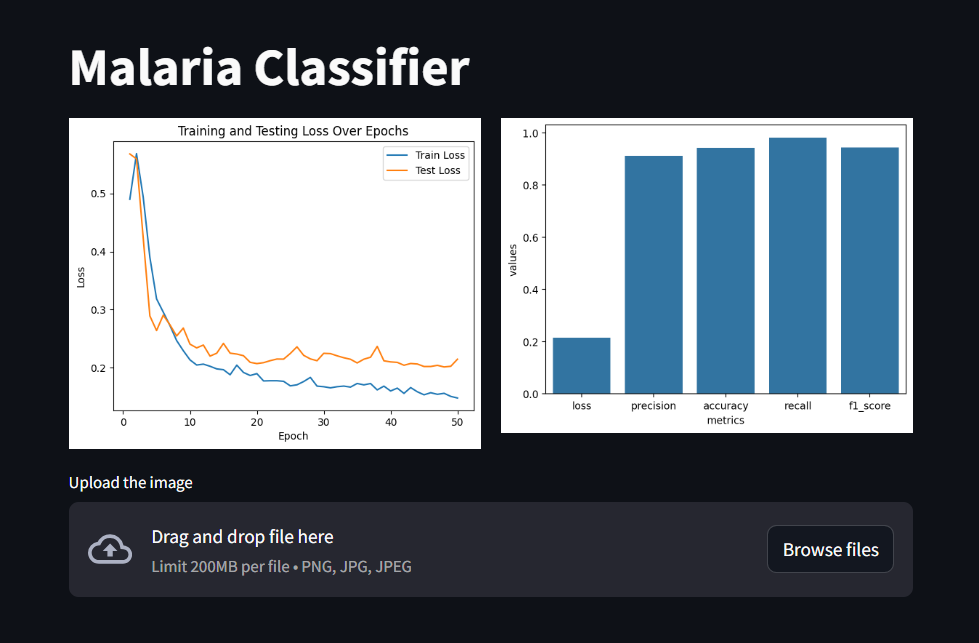 Malaria Classifier
Training and Testing Loss Over Epochs
Train Loss
Test Loss
0.5
0.4
0.3
0.2
Loss
0 10 20 30 40 50
Epoch
1.0
0.8
0.6
0.4
0.2
0.0
values
loss precision accuracy recall f1_score
metrics
Upload the image
Drag and drop file here
Limit 200MB per file • PNG, JPG, JPEG
Browse files